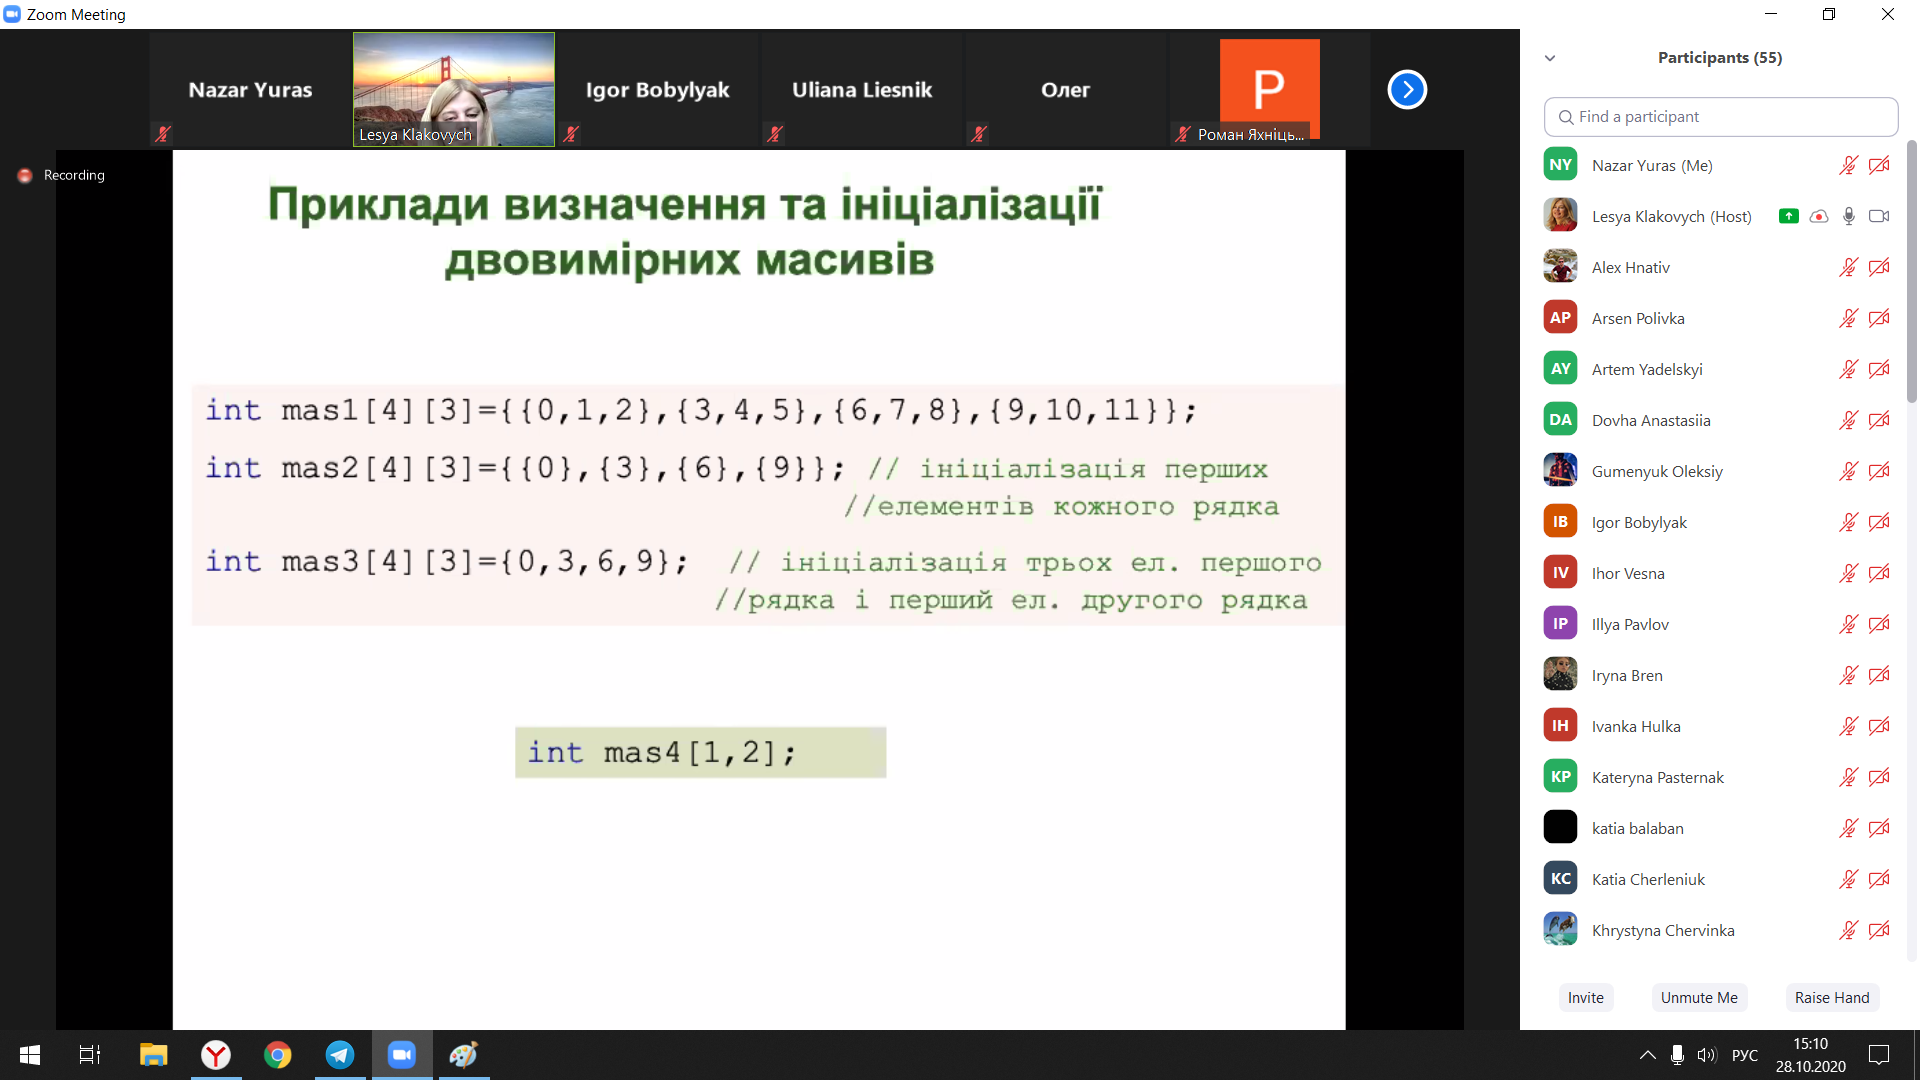 Zoom Meeting
Nazar Yuras
Lesya Klakovych
Igor Bobylyak
Uliana Liesnik
Олег
P
Роман Яхніць...
Recording
Приклади визначення та ініціалізації
двовимірних масивів
int mas1[4][3]={{0,1,2},{3,4,5},{6,7,8},{9,10,11}};
int mas2[4][3]={{0},{3},{6},{9}}; // ініціалізація перших
//елементів кожного рядка
int mas3[4][3]={0,3,6,9}; // ініціалізація трьох ел. першого
//рядка і перший ел. другого рядка
int mas4[1,2];
Participants (55)
Find a participant
NY Nazar Yuras (Me)
Lesya Klakovych (Host)
Alex Hnativ
AP Arsen Polivka
AY Artem Yadelskyi
DA Dovha Anastasiia
Gumenyuk Oleksiy
IB Igor Bobylyak
IV Ihor Vesna
IP Illya Pavlov
Iryna Bren
IH Ivanka Hulka
KP Kateryna Pasternak
katia balaban
KC Katia Cherleniuk
Khrystyna Chervinka
Invite Unmute Me Raise Hand
РУС
15:10
28.10.2020